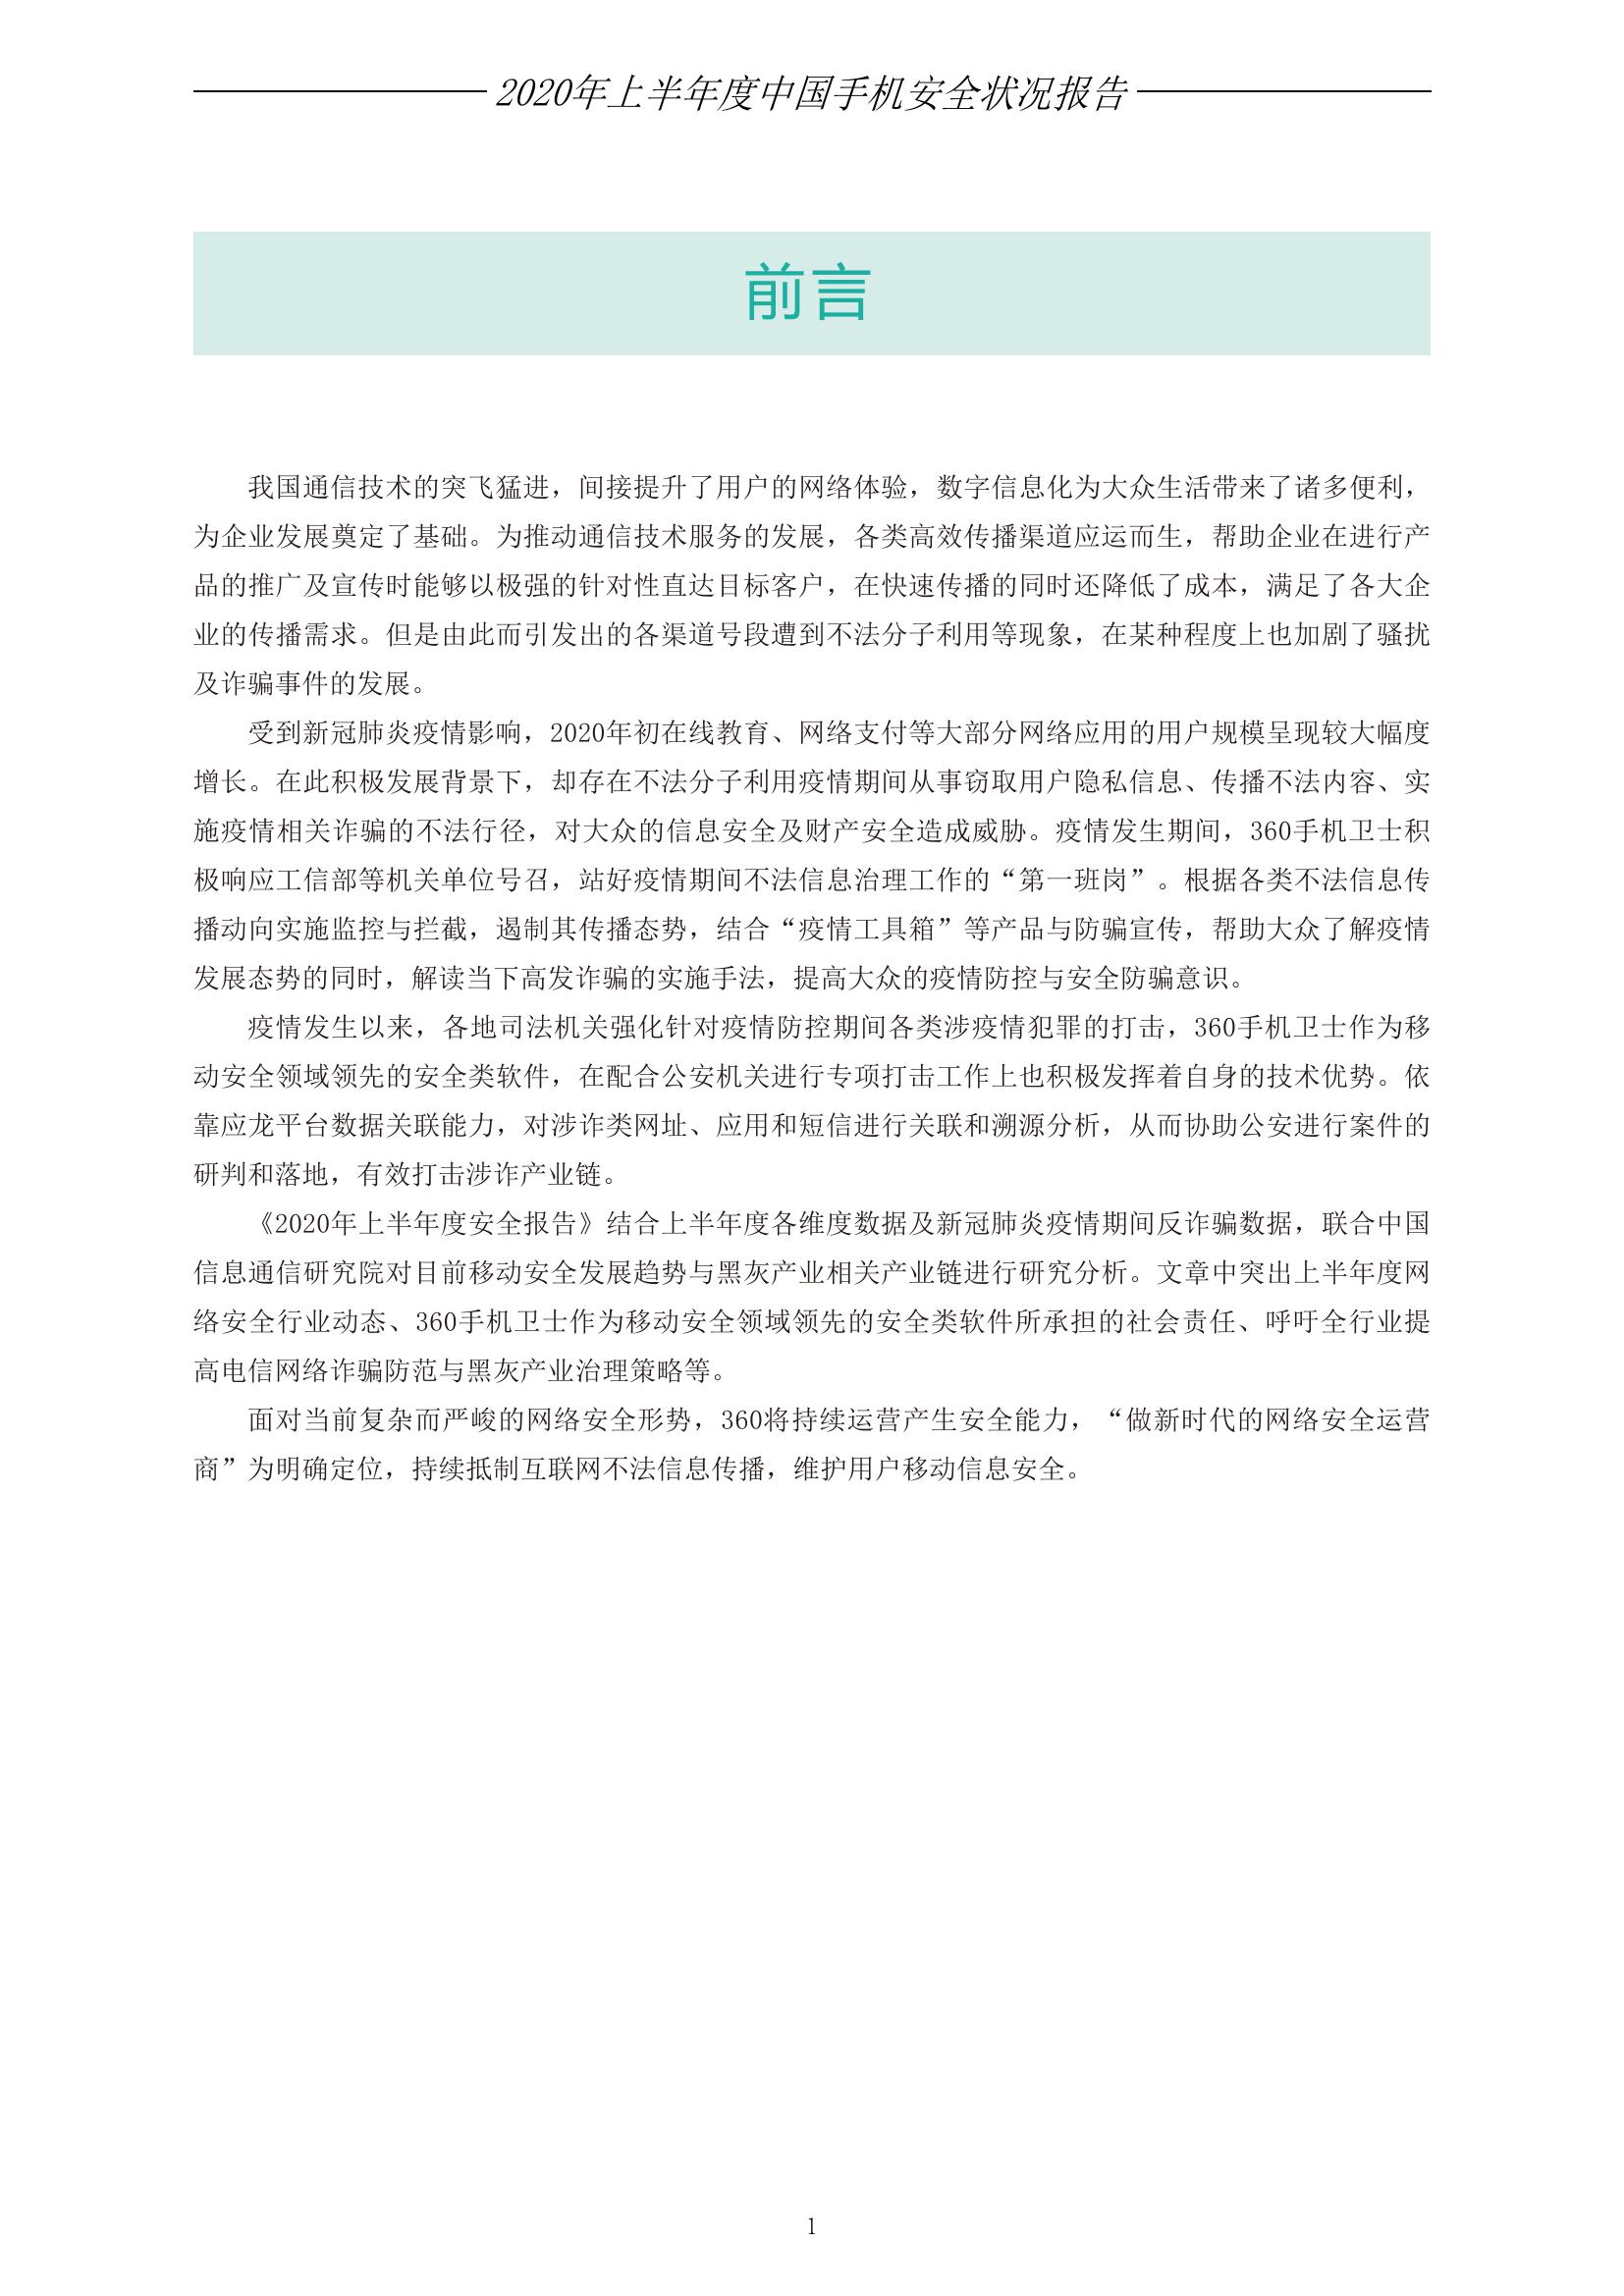 2020年上半年度中国手机安全状况报告
前言
我国通信技术的突飞猛进，间接提升了用户的网络体验，数字信息化为大众生活带来了诸多便利，
为企业发展奠定了基础。为推动通信技术服务的发展，各类高效传播渠道应运而生，帮助企业在进行产
品的推广及宣传时能够以极强的针对性直达目标客户，在快速传播的同时还降低了成本，满足了各大企
业的传播需求。但是由此而引发出的各渠道号段遭到不法分子利用等现象，在某种程度上也加剧了骚扰
及诈骗事件的发展。
受到新冠肺炎疫情影响，2020年初在线教育、网络支付等大部分网络应用的用户规模呈现较大幅度
增长。在此积极发展背景下，却存在不法分子利用疫情期间从事窃取用户隐私信息、传播不法内容、实
施疫情相关诈骗的不法行径，对大众的信息安全及财产安全造成威胁。疫情发生期间，360手机卫士积
极响应工信部等机关单位号召，站好疫情期间不法信息治理工作的“第一班岗”。根据各类不法信息传
播动向实施监控与拦截，遏制其传播态势，结合“疫情工具箱”等产品与防骗宣传，帮助大众了解疫情
发展态势的同时，解读当下高发诈骗的实施手法，提高大众的疫情防控与安全防骗意识。
疫情发生以来，各地司法机关强化针对疫情防控期间各类涉疫情犯罪的打击，360手机卫士作为移
动安全领域领先的安全类软件，在配合公安机关进行专项打击工作上也积极发挥着自身的技术优势。依
靠应龙平台数据关联能力，对涉诈类网址、应用和短信进行关联和溯源分析，从而协助公安进行案件的
研判和落地，有效打击涉诈产业链。
《2020年上半年度安全报告》结合上半年度各维度数据及新冠肺炎疫情期间反诈骗数据，联合中国
信息通信研究院对目前移动安全发展趋势与黑灰产业相关产业链进行研究分析。文章中突出上半年度网
络安全行业动态、360手机卫士作为移动安全领域领先的安全类软件所承担的社会责任、呼吁全行业提
高电信网络诈骗防范与黑灰产业治理策略等。
面对当前复杂而严峻的网络安全形势，360将持续运营产生安全能力，“做新时代的网络安全运营
商”为明确定位，持续抵制互联网不法信息传播，维护用户移动信息安全。
1